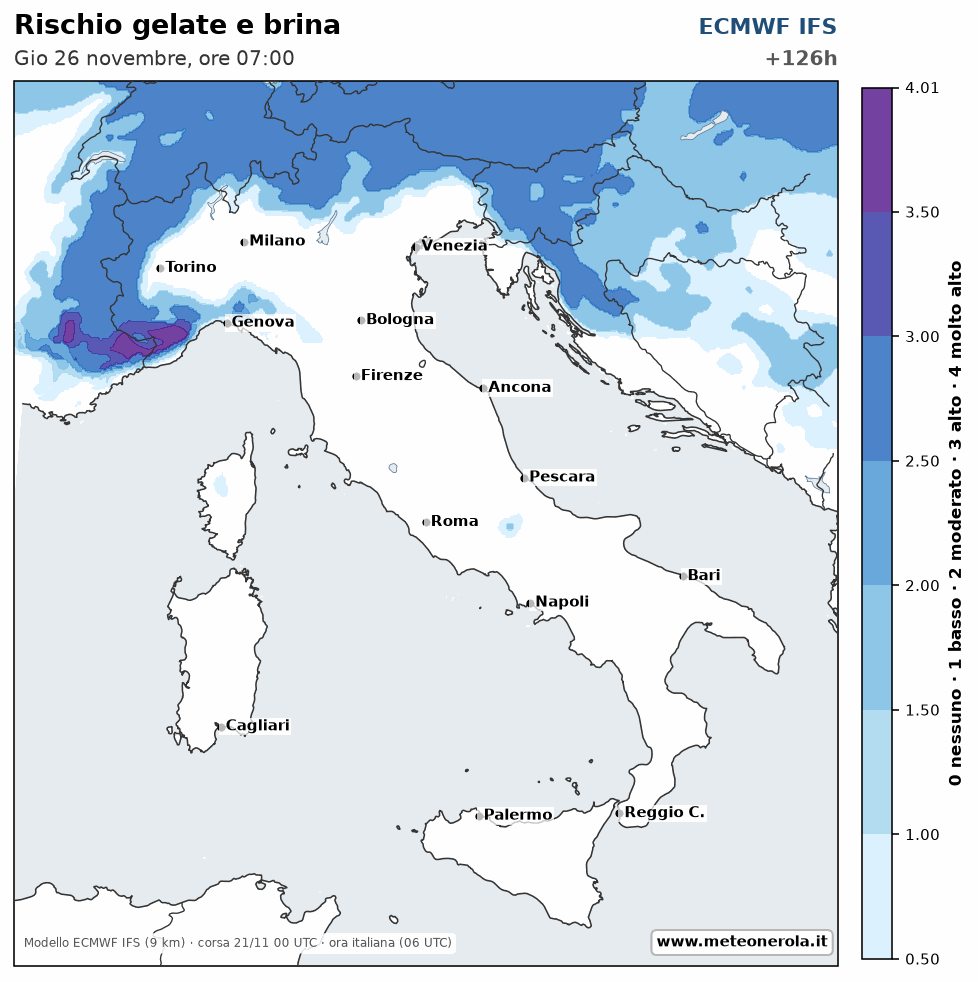 Rischio gelate e brina
ECMWF IFS
Gio 26 novembre, ore 07:00
+126h
Milano
Torino
Venezia
Genova
Bologna
Firenze
Ancona
Pescara
Roma
Bari
Napoli
Cagliari
Palermo
Reggio C.
Modello ECMWF IFS (9 km) · corsa 21/11 00 UTC · ora italiana (06 UTC)
www.meteonerola.it
4.01
3.50
3.00
2.50
2.00
1.50
1.00
0.50
0 nessuno · 1 basso · 2 moderato · 3 alto · 4 molto alto